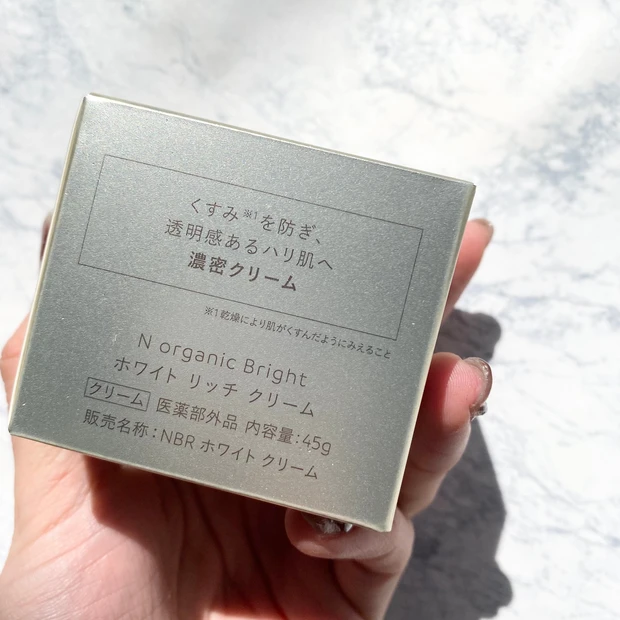 くすみ※1を防ぎ、
透明感あるハリ肌へ
濃密クリーム
※1 乾燥により肌がくすんだようにみえること
N organic Bright
ホワイト リッチ クリーム
クリーム 医薬部外品 内容量:45g
販売名称:NBR ホワイト クリーム